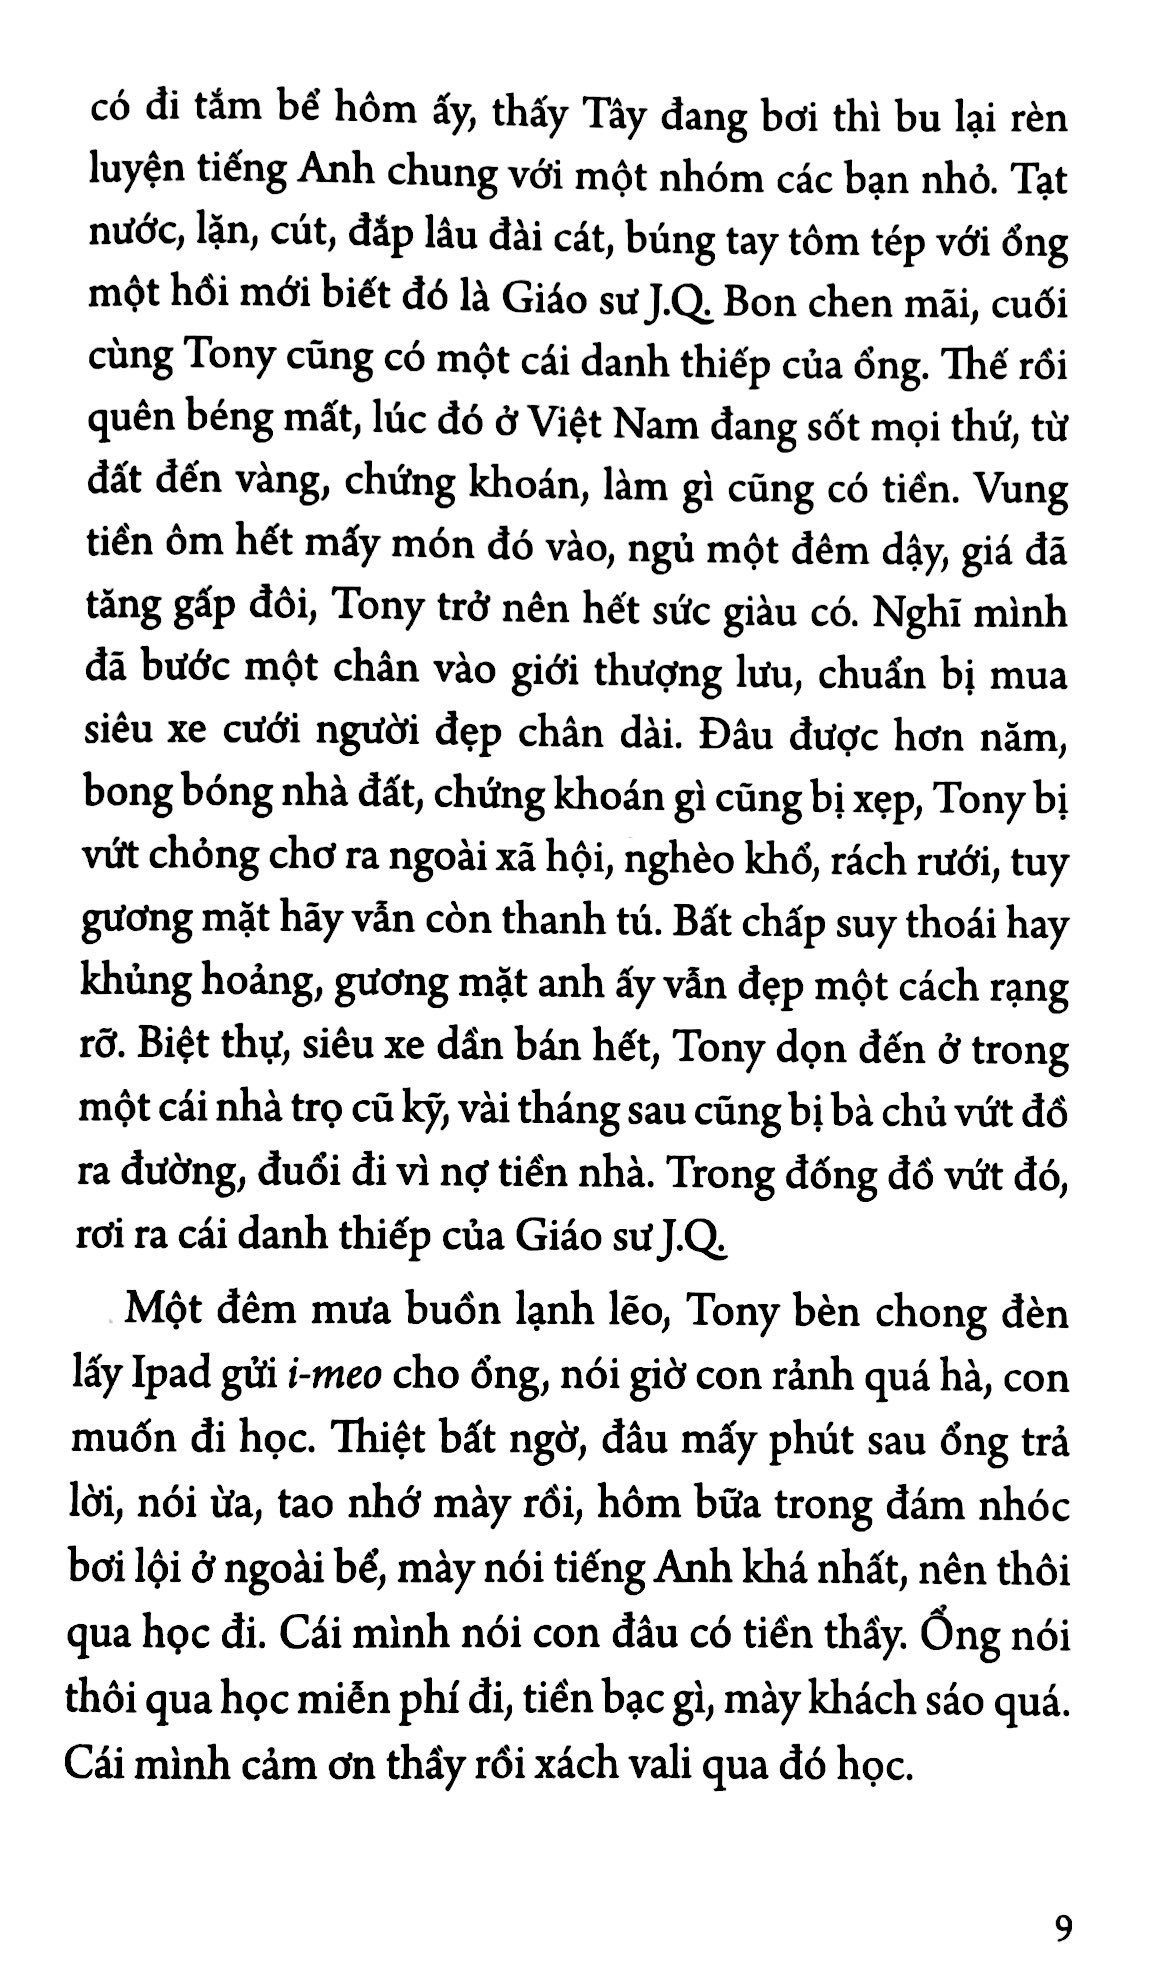 có đi tắm bể hôm ấy, thấy Tây đang bơi thì bu lại rèn
luyện tiếng Anh chung với một nhóm các bạn nhỏ. Tạt
nước, lặn, cút, đắp lâu đài cát, búng tay tôm tép với ổng
một hồi mới biết đó là Giáo sư J.Q. Bon chen mãi, cuối
cùng Tony cũng có một cái danh thiếp của ổng. Thế rồi
quên béng mất, lúc đó ở Việt Nam đang sốt mọi thứ, từ
đất đến vàng, chứng khoán, làm gì cũng có tiền. Vung
tiền ôm hết mấy món đó vào, ngủ một đêm dậy, giá đã
tăng gấp đôi, Tony trở nên hết sức giàu có. Nghĩ mình
đã bước một chân vào giới thượng lưu, chuẩn bị mua
siêu xe cưới người đẹp chân dài. Đâu được hơn năm,
bong bóng nhà đất, chứng khoán gì cũng bị xẹp, Tony bị
vứt chỏng chơ ra ngoài xã hội, nghèo khổ, rách rưới, tuy
gương mặt hãy vẫn còn thanh tú. Bất chấp suy thoái hay
khủng hoảng, gương mặt anh ấy vẫn đẹp một cách rạng
rỡ. Biệt thự, siêu xe dần bán hết, Tony dọn đến ở trong
một cái nhà trọ cũ kỹ, vài tháng sau cũng bị bà chủ vứt đồ
ra đường, đuổi đi vì nợ tiền nhà. Trong đống đồ vứt đó,
rơi ra cái danh thiếp của Giáo sư J.Q.
Một đêm mưa buồn lạnh lẽo, Tony bèn chong đèn
lấy Ipad gửi i-meo cho ổng, nói giờ con rảnh quá hà, con
muốn đi học. Thiệt bất ngờ, đâu mấy phút sau ổng trả
lời, nói ừa, tao nhớ mày rồi, hôm bữa trong đám nhóc
bơi lội ở ngoài bể, mày nói tiếng Anh khá nhất, nên thôi
qua học đi. Cái mình nói con đâu có tiền thầy. Ổng nói
thôi qua học miễn phí đi, tiền bạc gì, mày khách sáo quá.
Cái mình cảm ơn thầy rồi xách vali qua đó học.
9